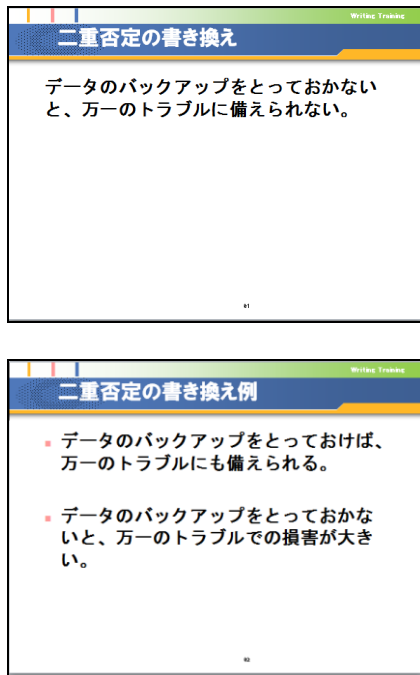 Writing Training
二重否定の書き換え
データのバックアップをとっておかない
と、万一のトラブルに備えられない。
Writing Training
二重否定の書き換え例
データのバックアップをとっておけば、
万一のトラブルにも備えられる。
データのバックアップをとっておかな
いと、万一のトラブルでの損害が大き
い。